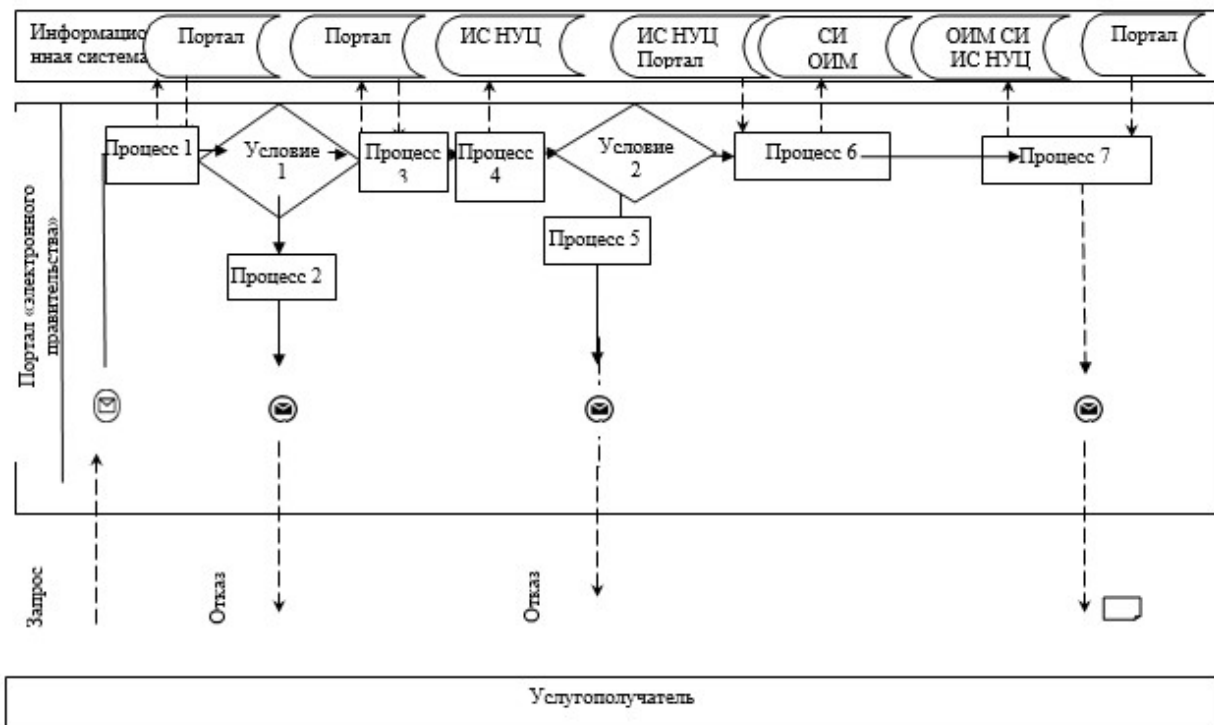 Информацио
нная система
Портал
Портал
ИС НУЦ
ИС НУЦ
Портал
СИ
ОИМ
ОИМ СИ
ИС НУЦ
Портал
Портал «электронного
правительства»
Процесс 1
Условие
1
Процесс
3
Процесс
4
Условие
2
Процесс 6
Процесс 7
Процесс 2
Процесс 5
Запрос
Отказ
Отказ
Услугополучатель